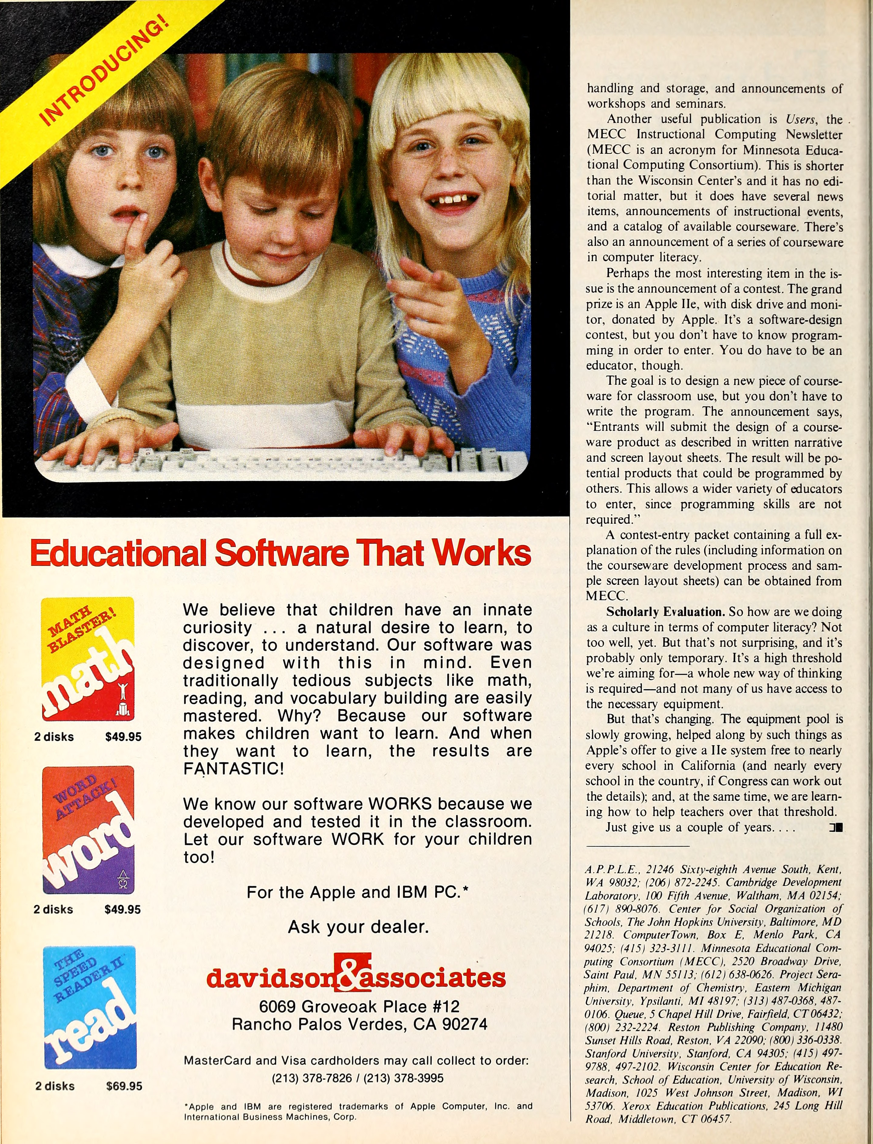 INTRODUCING!
Educational Software That Works
MATH
BLASTER!
math
2 disks $49.95
WORD
ATTACK!
word
2 disks $49.95
THE
SPEED
READER II
read
2 disks $69.95
We believe that children have an innate
curiosity ... a natural desire to learn, to
discover, to understand. Our software was
designed with this in mind. Even
traditionally tedious subjects like math,
reading, and vocabulary building are easily
mastered. Why? Because our software
makes children want to learn. And when
they want to learn, the results are
FANTASTIC!
We know our software WORKS because we
developed and tested it in the classroom.
Let our software WORK for your children
too!
For the Apple and IBM PC.*
Ask your dealer.
davidson&associates
6069 Groveoak Place #12
Rancho Palos Verdes, CA 90274
MasterCard and Visa cardholders may call collect to order:
(213) 378-7826 / (213) 378-3995
*Apple and IBM are registered trademarks of Apple Computer, Inc. and
International Business Machines, Corp.
handling and storage, and announcements of
workshops and seminars.
Another useful publication is Users, the
MECC Instructional Computing Newsletter
(MECC is an acronym for Minnesota Educa-
tional Computing Consortium). This is shorter
than the Wisconsin Center's and it has no edi-
torial matter, but it does have several news
items, announcements of instructional events,
and a catalog of available courseware. There's
also an announcement of a series of courseware
in computer literacy.
Perhaps the most interesting item in the is-
sue is the announcement of a contest. The grand
prize is an Apple IIe, with disk drive and moni-
tor, donated by Apple. It's a software-design
contest, but you don't have to know program-
ming in order to enter. You do have to be an
educator, though.
The goal is to design a new piece of course-
ware for classroom use, but you don't have to
write the program. The announcement says,
"Entrants will submit the design of a course-
ware product as described in written narrative
and screen layout sheets. The result will be po-
tential products that could be programmed by
others. This allows a wider variety of educators
to enter, since programming skills are not
required."
A contest-entry packet containing a full ex-
planation of the rules (including information on
the courseware development process and sam-
ple screen layout sheets) can be obtained from
MECC.
Scholarly Evaluation. So how are we doing
as a culture in terms of computer literacy? Not
too well, yet. But that's not surprising, and it's
probably only temporary. It's a high threshold
we're aiming for—a whole new way of thinking
is required—and not many of us have access to
the necessary equipment.
But that's changing. The equipment pool is
slowly growing, helped along by such things as
Apple's offer to give a IIe system free to nearly
every school in California (and nearly every
school in the country, if Congress can work out
the details); and, at the same time, we are learn-
ing how to help teachers over that threshold.
Just give us a couple of years. . . .
A.P.P.L.E., 21246 Sixty-eighth Avenue South, Kent,
WA 98032; (206) 872-2245. Cambridge Development
Laboratory, 100 Fifth Avenue, Waltham, MA 02154;
(617) 890-8076. Center for Social Organization of
Schools, The John Hopkins University, Baltimore, MD
21218. ComputerTown, Box E, Menlo Park, CA
94025; (415) 323-3111. Minnesota Educational Com-
puting Consortium (MECC), 2520 Broadway Drive,
Saint Paul, MN 55113; (612) 638-0626. Project Sera-
phim, Department of Chemistry, Eastern Michigan
University, Ypsilanti, MI 48197; (313) 487-0368, 487-
0106. Queue, 5 Chapel Hill Drive, Fairfield, CT 06432;
(800) 232-2224. Reston Publishing Company, 11480
Sunset Hills Road, Reston, VA 22090; (800) 336-0338.
Stanford University, Stanford, CA 94305; (415) 497-
9788, 497-2102. Wisconsin Center for Education Re-
search, School of Education, University of Wisconsin,
Madison, 1025 West Johnson Street, Madison, WI
53706. Xerox Education Publications, 245 Long Hill
Road, Middletown, CT 06457.